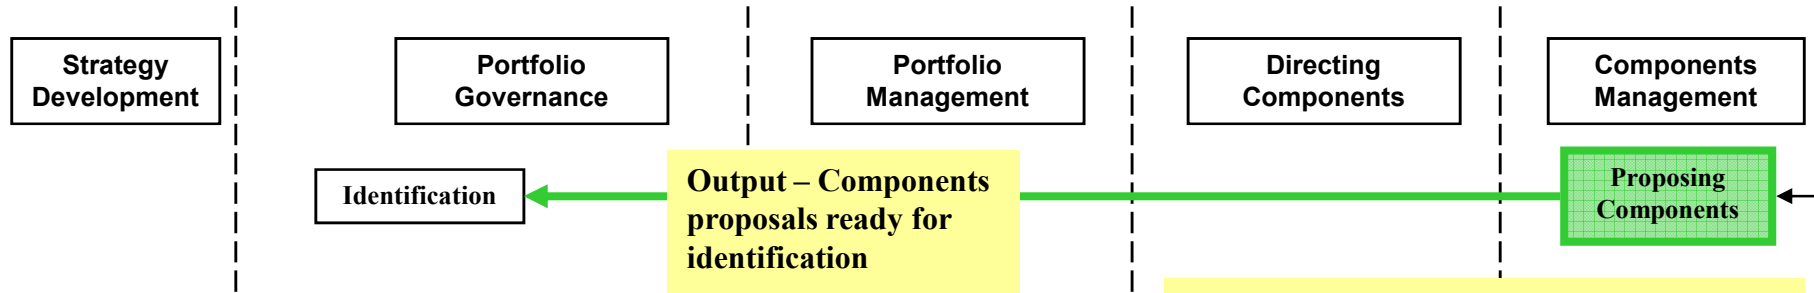 Strategy
Development
Portfolio
Governance
Portfolio
Management
Directing
Components
Components
Management
Identification
Output – Components
proposals ready for
identification
Proposing
Components